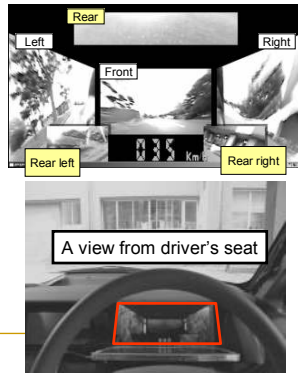 Rear
Left
Right
Front
Rear left
035 Km/h
Rear right
A view from driver's seat